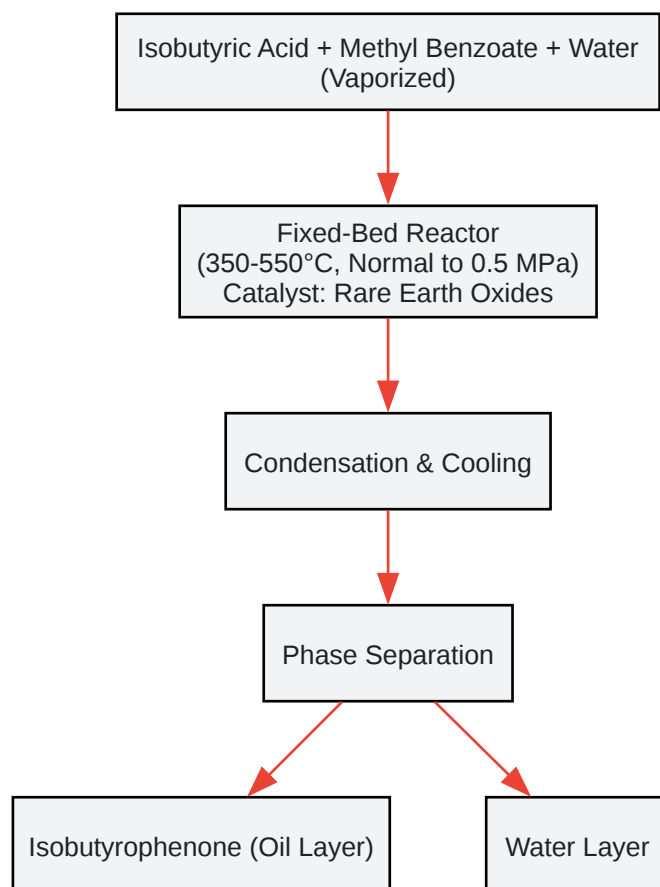 Isobutyric Acid + Methyl Benzoate + Water
(Vaporized)
Fixed-Bed Reactor
(350-550°C, Normal to 0.5 MPa)
Catalyst: Rare Earth Oxides
Condensation & Cooling
Phase Separation
Isobutyrophenone (Oil Layer)
Water Layer